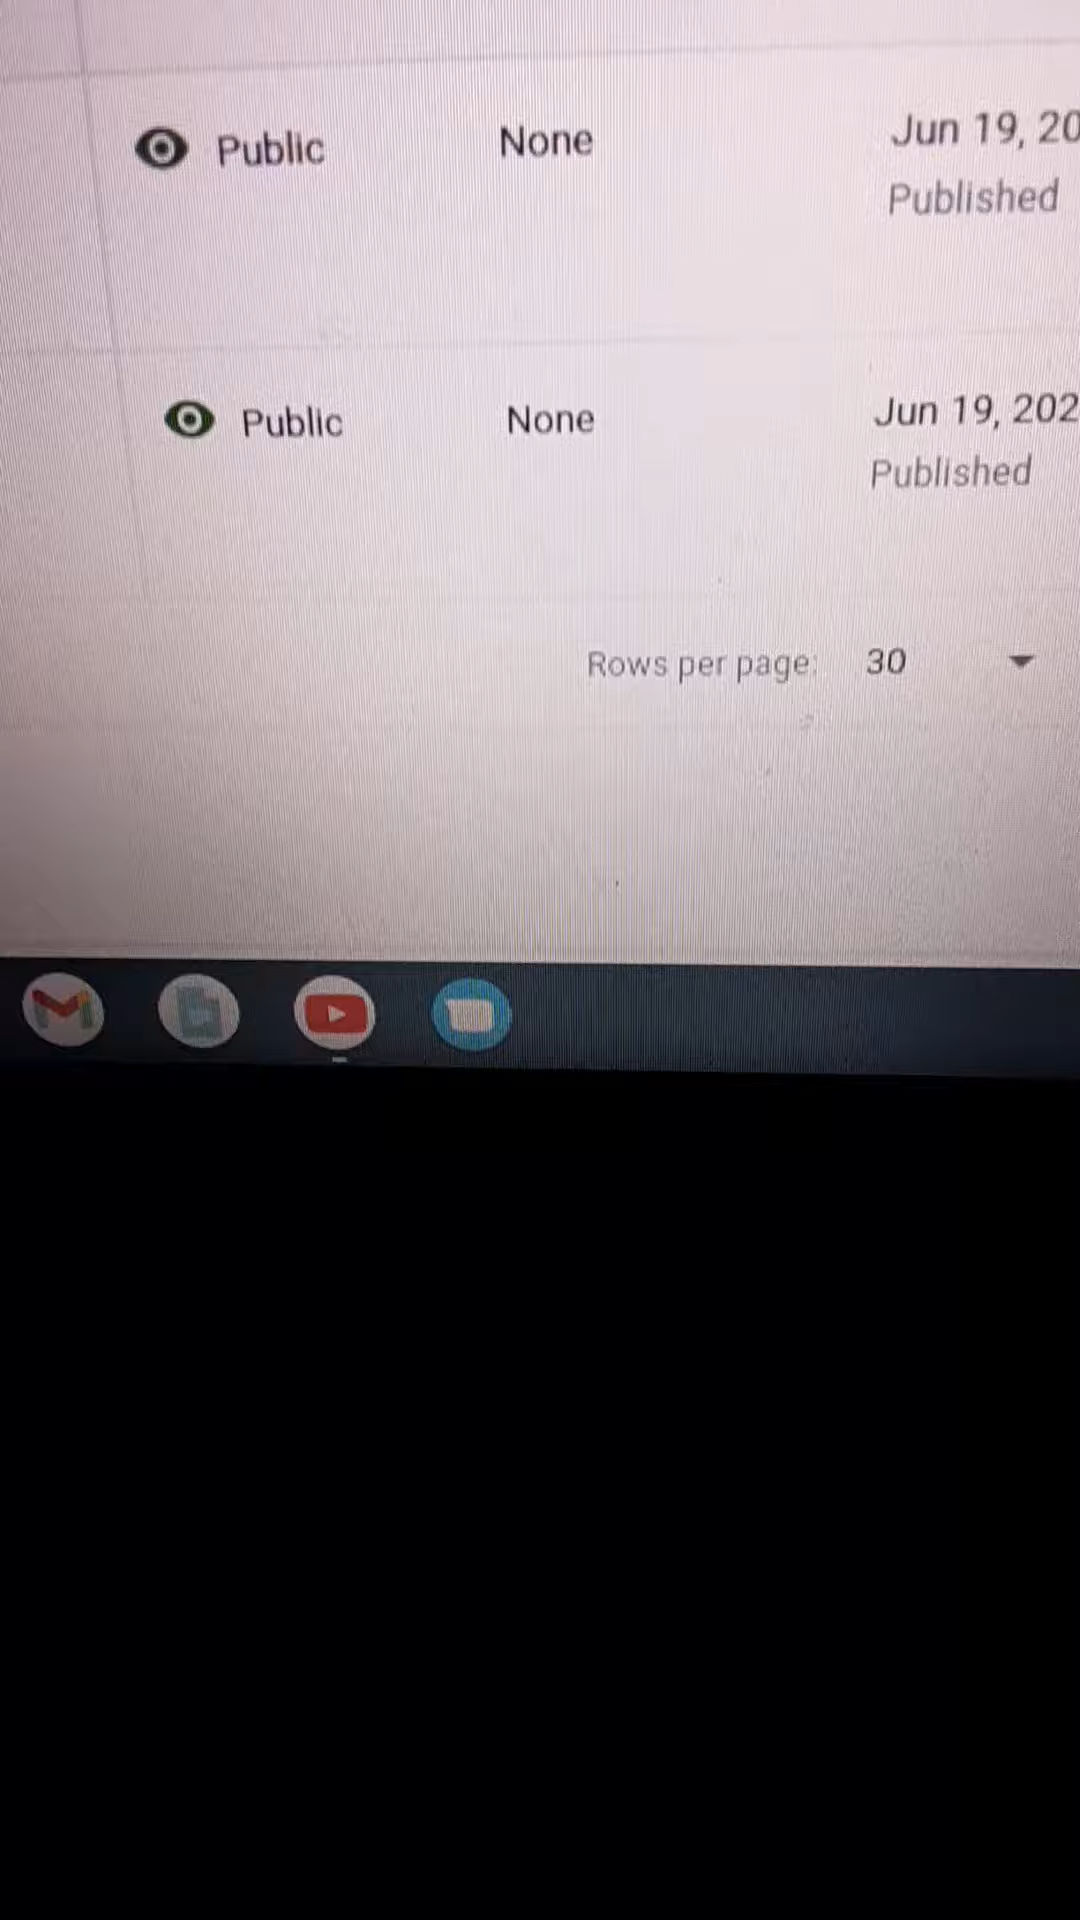 Public None Jun 19, 20
Published
Public None Jun 19, 202
Published
Rows per page: 30